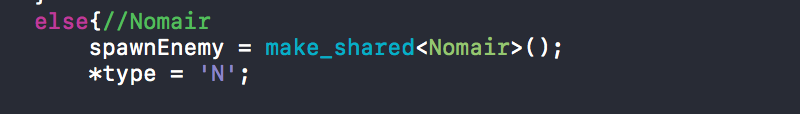 }
else{//Nomair
spawnEnemy = make_shared<Nomair>();
*type = 'N';